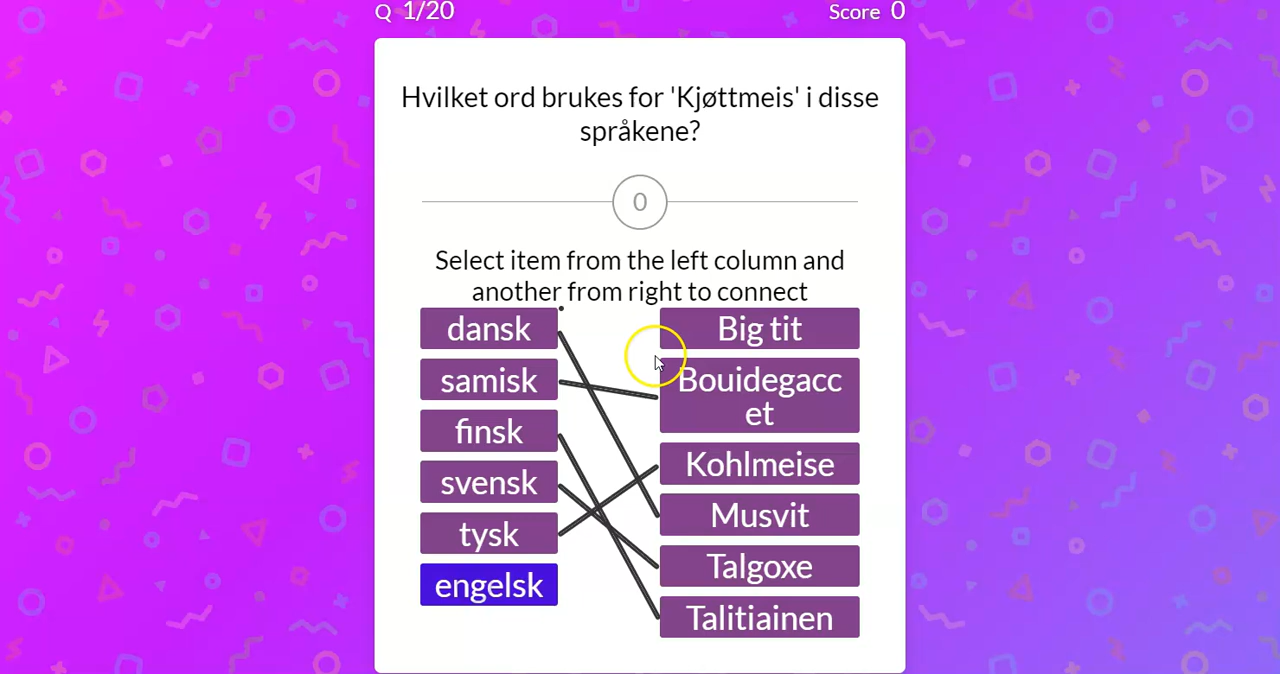 Q 1/20
Score 0
Hvilket ord brukes for 'Kjøttmeis' i disse
språkene?
0
Select item from the left column and
another from right to connect
dansk
samisk
finsk
svensk
tysk
engelsk
Big tit
Bouidegacc
et
Kohlmeise
Musvit
Talgoxe
Talitiainen